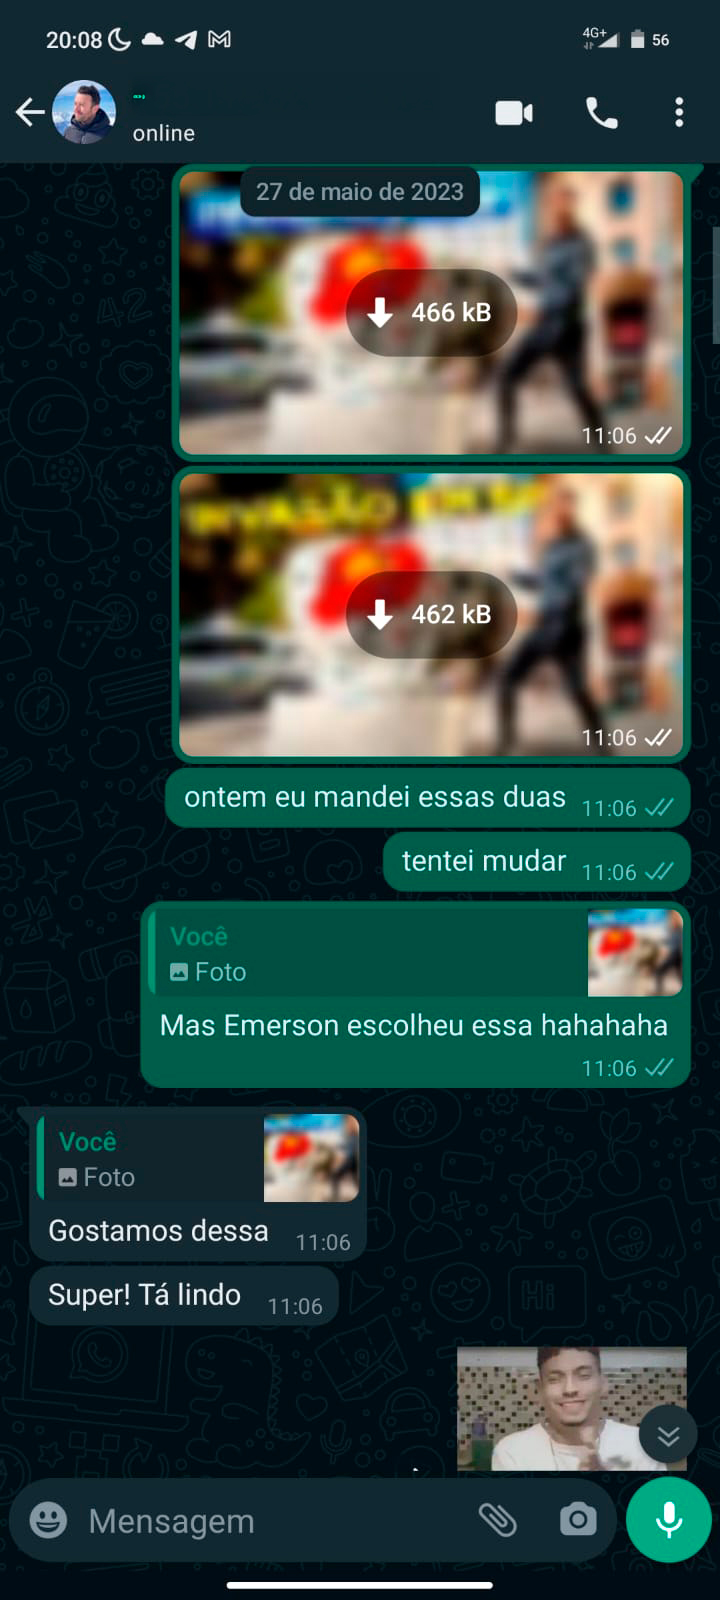 20:08
4G+
56
online
27 de maio de 2023
466 kB
11:06
INVASÃO
462 kB
11:06
ontem eu mandei essas duas 11:06
tentei mudar 11:06
Você
Foto
Mas Emerson escolheu essa hahahaha
11:06
Você
Foto
Gostamos dessa 11:06
Super! Tá lindo 11:06
Mensagem